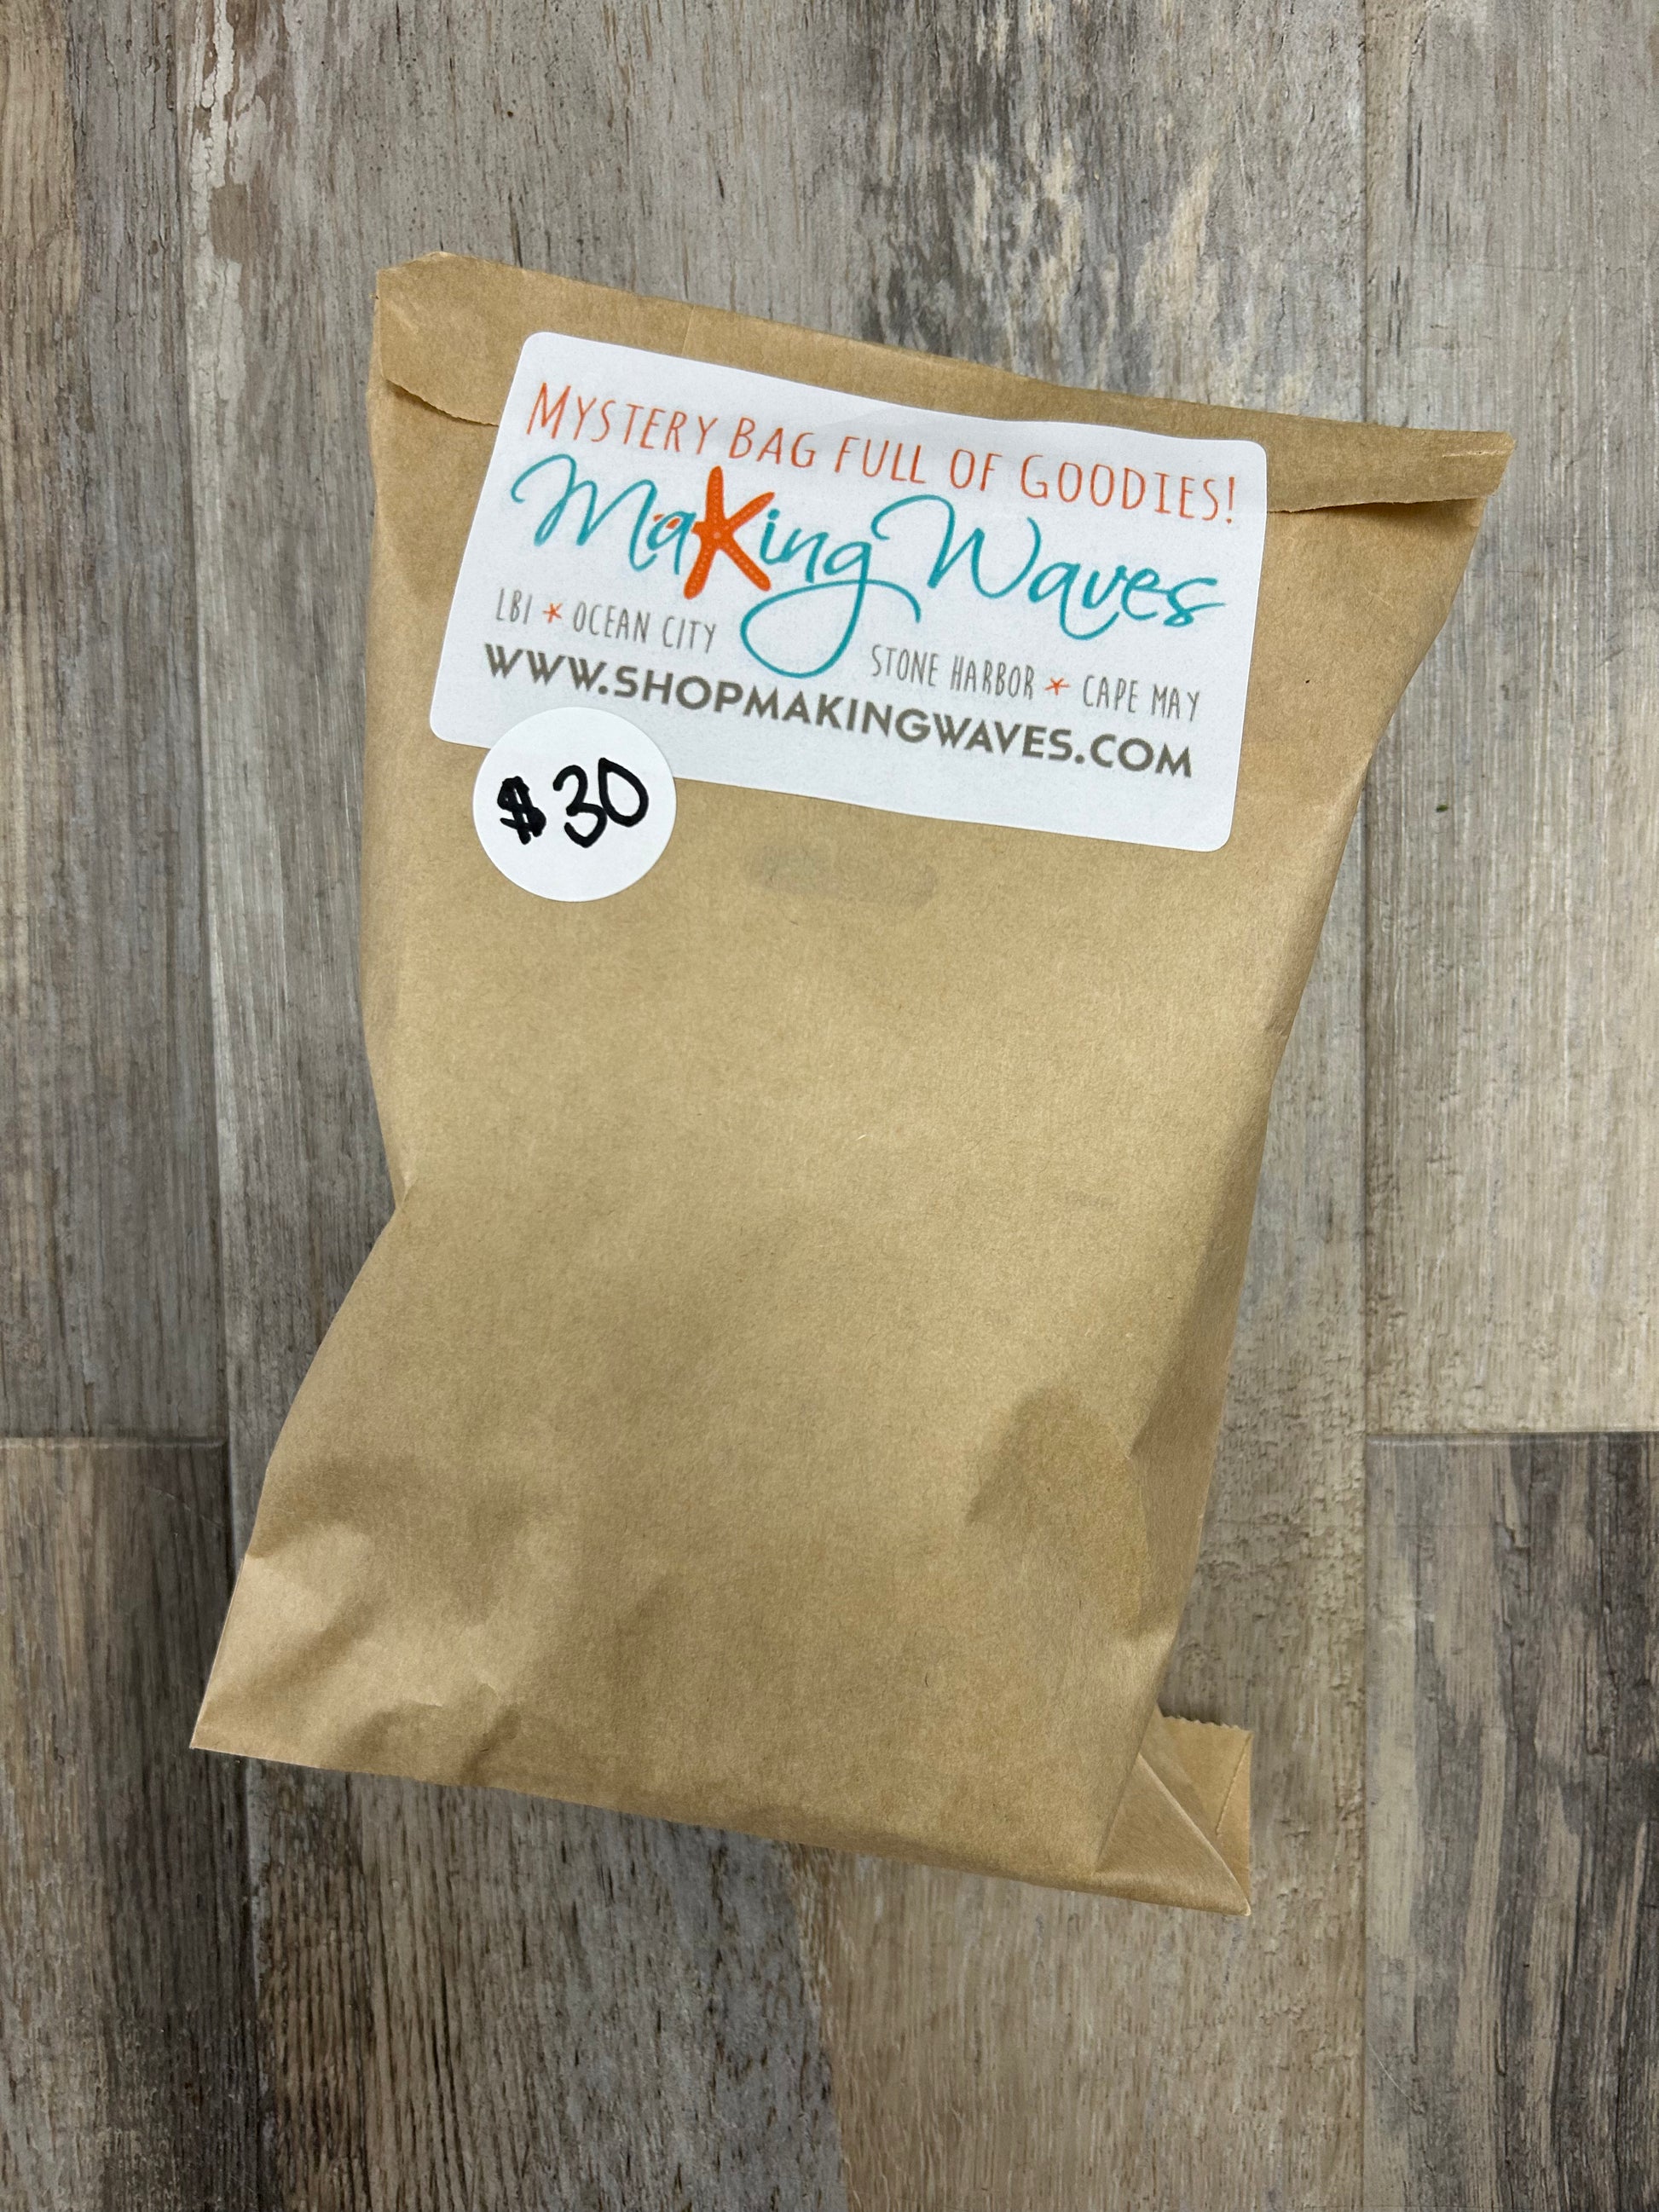 MYSTERY BAG FULL OF GOODIES!
Making Waves
LBI * OCEAN CITY STONE HARBOR * CAPE MAY
WWW.SHOPMAKINGWAVES.COM
$30